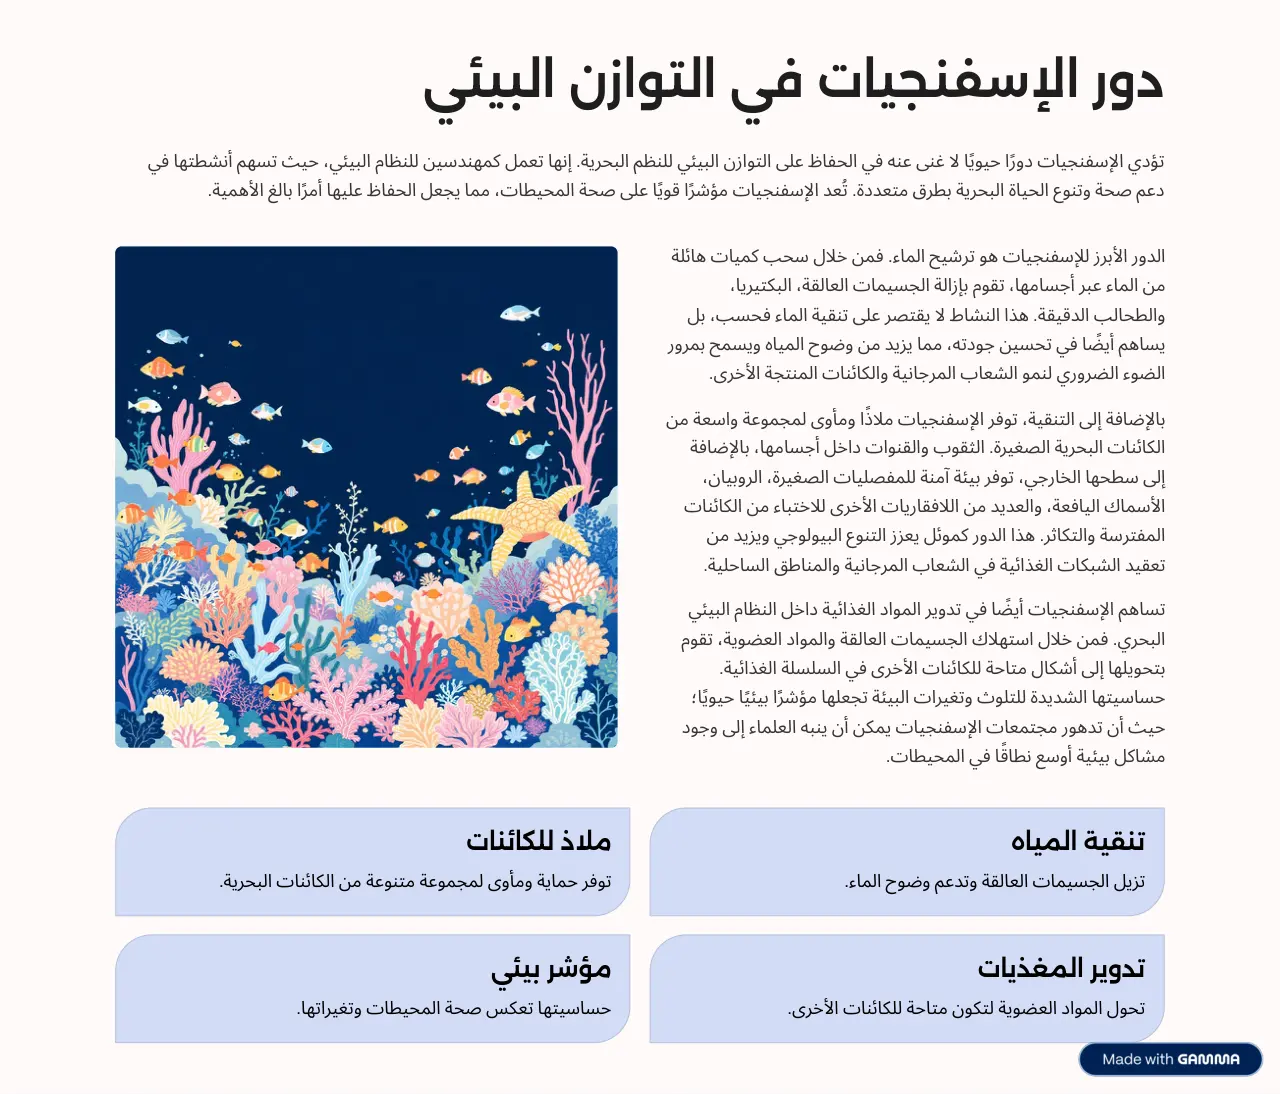 دور الإسفنجيات في التوازن البيئي
تؤدي الإسفنجيات دورًا حيويًا لا غنى عنه في الحفاظ على التوازن البيئي للنظم البحرية. إنها تعمل كمهندسين للنظام البيئي، حيث تسهم أنشطتها في
دعم صحة وتنوع الحياة البحرية بطرق متعددة. تُعد الإسفنجيات مؤشرًا قويًا على صحة المحيطات، مما يجعل الحفاظ عليها أمرًا بالغ الأهمية.
الدور الأبرز للإسفنجيات هو ترشيح الماء. فمن خلال سحب كميات هائلة
من الماء عبر أجسامها، تقوم بإزالة الجسيمات العالقة، البكتيريا،
والطحالب الدقيقة. هذا النشاط لا يقتصر على تنقية الماء فحسب، بل
يساهم أيضًا في تحسين جودته، مما يزيد من وضوح المياه ويسمح بمرور
الضوء الضروري لنمو الشعاب المرجانية والكائنات المنتجة الأخرى.
بالإضافة إلى التنقية، توفر الإسفنجيات ملاذًا ومأوى لمجموعة واسعة من
الكائنات البحرية الصغيرة. الثقوب والقنوات داخل أجسامها، بالإضافة
إلى سطحها الخارجي، توفر بيئة آمنة للمفصليات الصغيرة، الروبيان،
الأسماك اليافعة، والعديد من اللافقاريات الأخرى للاختباء من الكائنات
المفترسة والتكاثر. هذا الدور كموئل يعزز التنوع البيولوجي ويزيد من
تعقيد الشبكات الغذائية في الشعاب المرجانية والمناطق الساحلية.
تساهم الإسفنجيات أيضًا في تدوير المواد الغذائية داخل النظام البيئي
البحري. فمن خلال استهلاك الجسيمات العالقة والمواد العضوية، تقوم
بتحويلها إلى أشكال متاحة للكائنات الأخرى في السلسلة الغذائية.
حساسيتها الشديدة للتلوث وتغيرات البيئة تجعلها مؤشرًا بيئيًا حيويًا؛
حيث أن تدهور مجتمعات الإسفنجيات يمكن أن ينبه العلماء إلى وجود
مشاكل بيئية أوسع نطاقًا في المحيطات.
تنقية المياه
تزيل الجسيمات العالقة وتدعم وضوح الماء.
ملاذ للكائنات
توفر حماية ومأوى لمجموعة متنوعة من الكائنات البحرية.
تدوير المغذيات
تحول المواد العضوية لتكون متاحة للكائنات الأخرى.
مؤشر بيئي
حساسيتها تعكس صحة المحيطات وتغيراتها.
Made with GAMMA